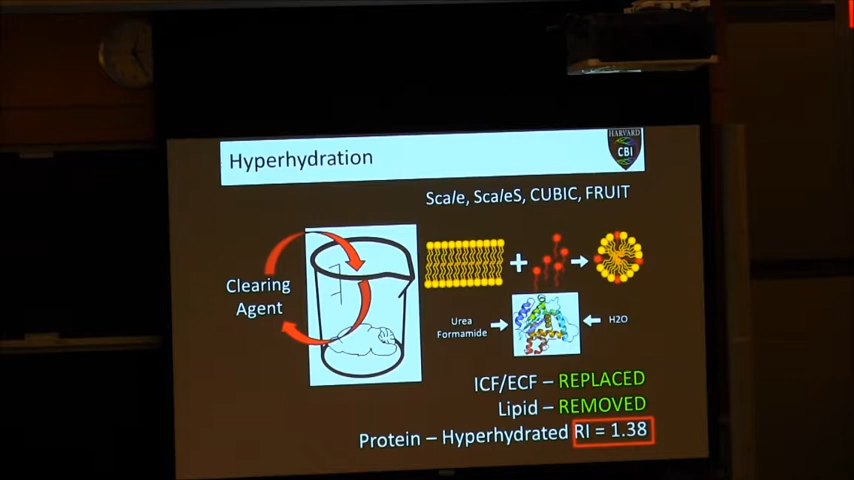 Hyperhydration
HARVARD
CBI
Scale, ScaleS, CUBIC, FRUIT
Clearing
Agent
Urea
Formamide
H2O
ICF/ECF – REPLACED
Lipid – REMOVED
Protein – Hyperhydrated RI = 1.38